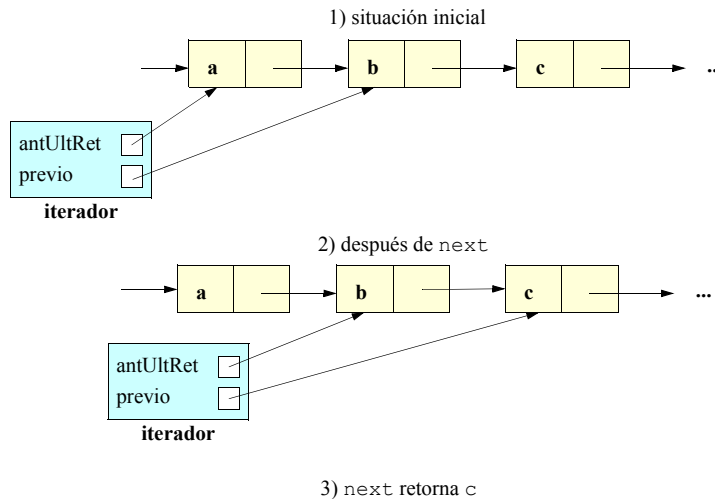 1) situación inicial
a b c ..
antUltRet
previo
iterador
2) después de next
a b c ...
antUltRet
previo
iterador
3) next retorna c